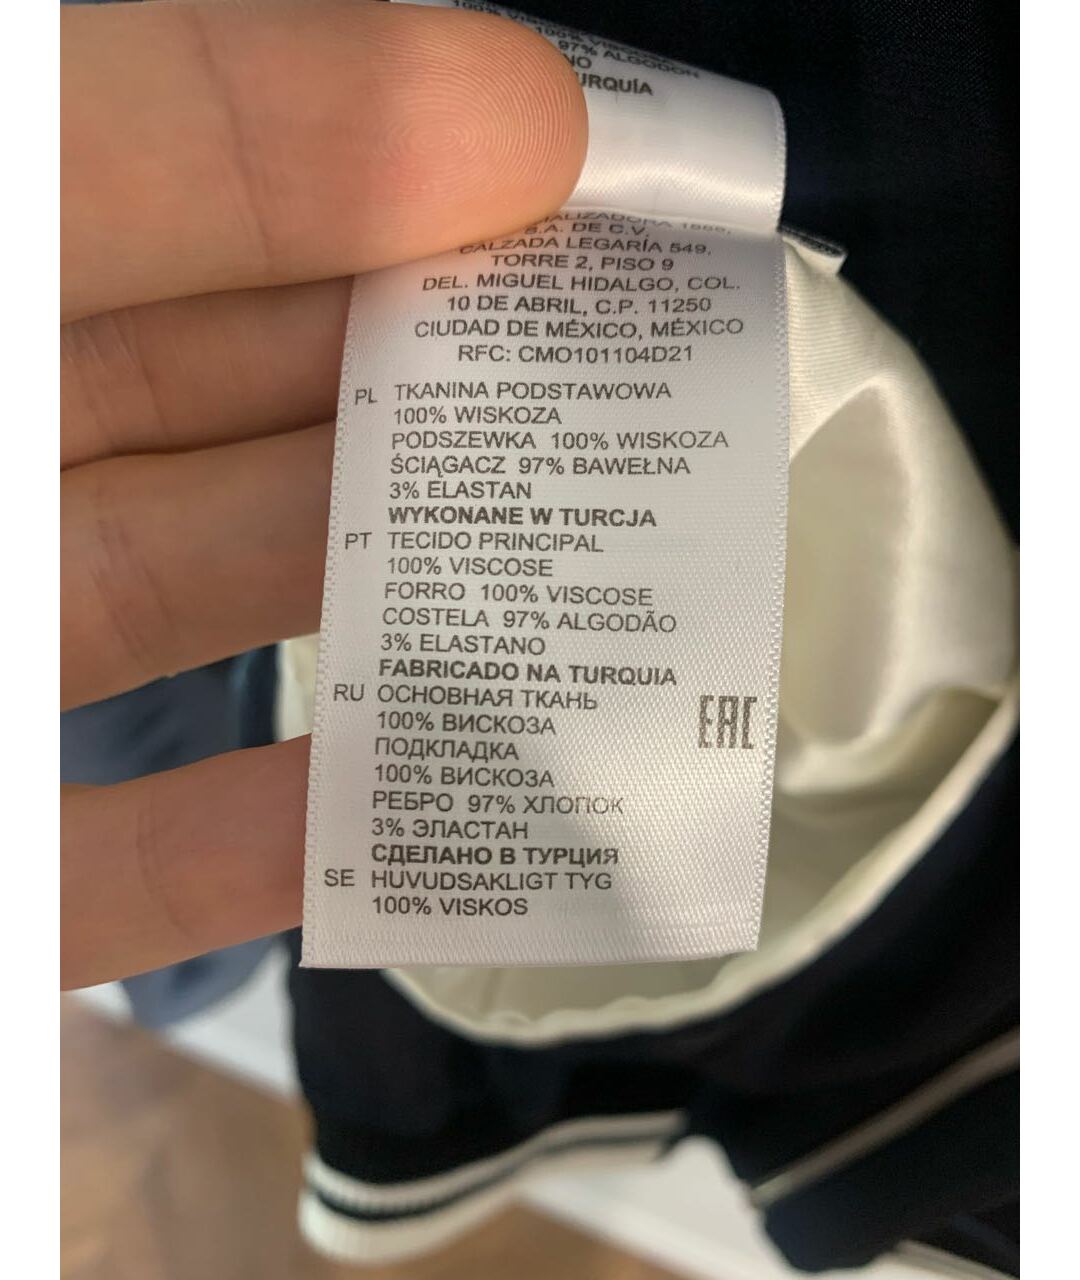 97% ALGODÓN
S.A. DE C.V.
CALZADA LEGARÍA 549,
TORRE 2, PISO 9
DEL. MIGUEL HIDALGO, COL.
10 DE ABRIL, C.P. 11250
CIUDAD DE MÉXICO, MÉXICO
RFC: CMO101104D21
PL TKANINA PODSTAWOWA
100% WISKOZA
PODSZEWKA 100% WISKOZA
ŚCIĄGACZ 97% BAWEŁNA
3% ELASTAN
WYKONANE W TURCJA
PT TECIDO PRINCIPAL
100% VISCOSE
FORRO 100% VISCOSE
COSTELA 97% ALGODÃO
3% ELASTANO
FABRICADO NA TURQUIA
RU ОСНОВНАЯ ТКАНЬ
100% ВИСКОЗА
ПОДКЛАДКА
100% ВИСКОЗА
РЕБРО 97% ХЛОПОК
3% ЭЛАСТАН
СДЕЛАНО В ТУРЦИЯ
EAC
SE HUVUDSAKLIGT TYG
100% VISKOS